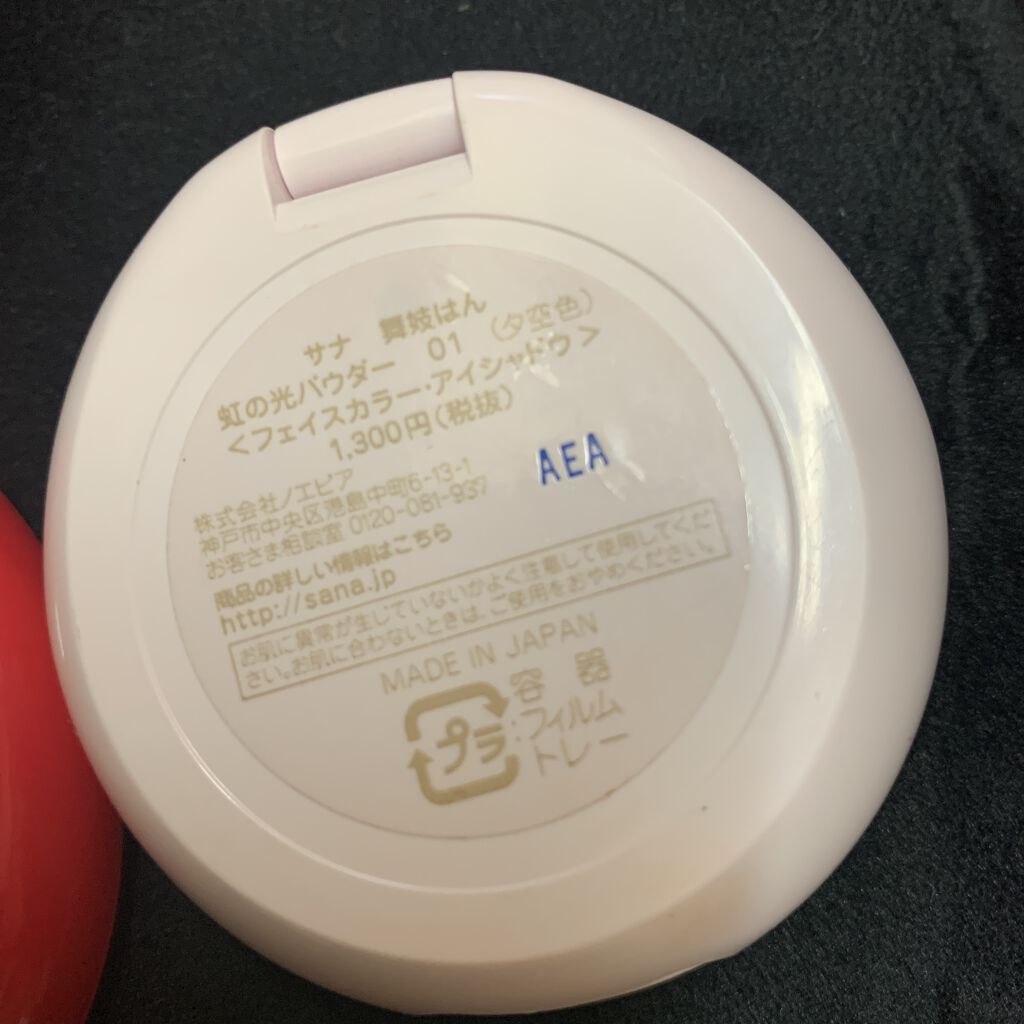 サナ 舞妓はん
虹の光パウダー 01 (夕空色)
<フェイスカラー・アイシャドウ>
1,300円(税抜)
AEA
株式会社ノエビア
神戸市中央区港島中町6-13-1
お客さま相談室 0120-081-937
商品の詳しい情報はこちら
http://sana.jp
お肌に異常が生じていないかよく注意して使用してくだ
さい。お肌に合わないときは、ご使用をおやめください。
MADE IN JAPAN
プラ
容器
:フィルム
トレー